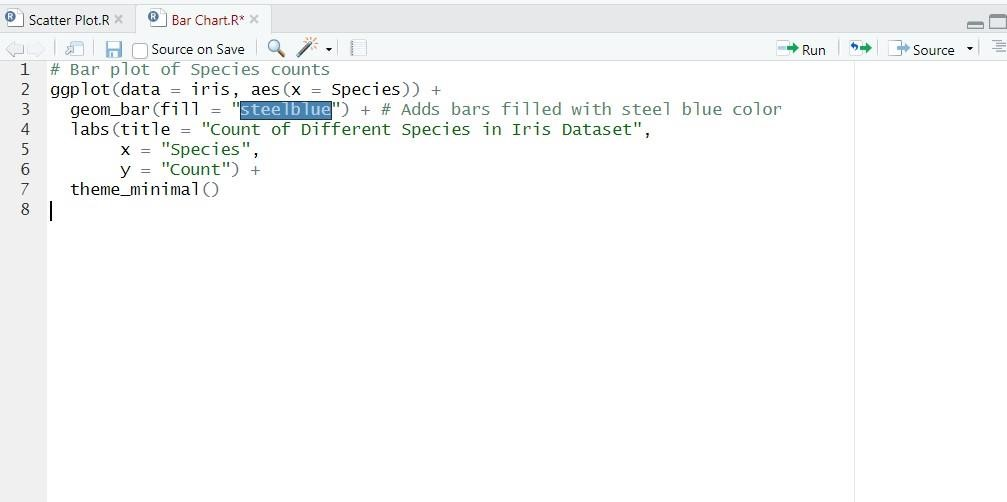 Scatter Plot.R
Bar Chart.R*
Source on Save
Run
Source
1 # Bar plot of Species counts
2 ggplot(data = iris, aes(x = Species)) +
3   geom_bar(fill = "steelblue") + # Adds bars filled with steel blue color
4   labs(title = "Count of Different Species in Iris Dataset",
5        x = "Species",
6        y = "Count") +
7   theme_minimal()
8